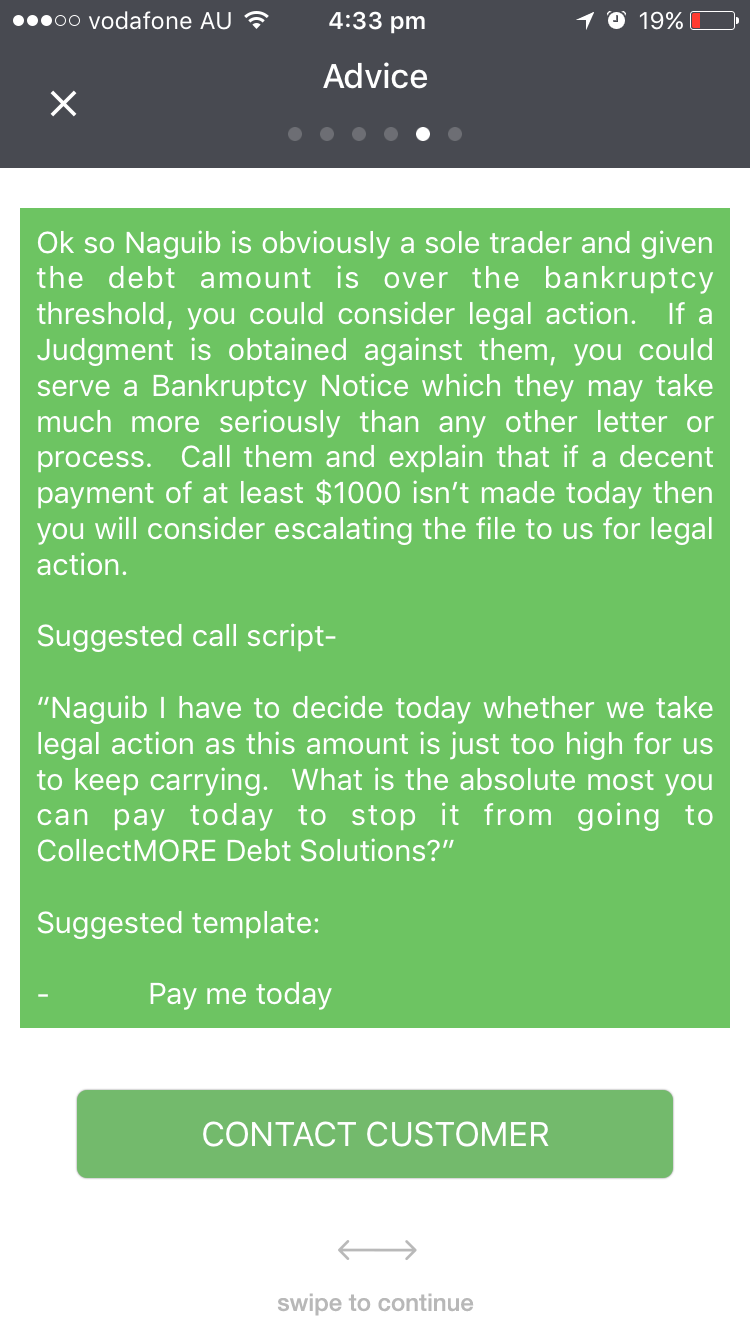 vodafone AU 4:33 pm 19%
Advice
Ok so Naguib is obviously a sole trader and given
the debt amount is over the bankruptcy
threshold, you could consider legal action. If a
Judgment is obtained against them, you could
serve a Bankruptcy Notice which they may take
much more seriously than any other letter or
process. Call them and explain that if a decent
payment of at least $1000 isn’t made today then
you will consider escalating the file to us for legal
action.
Suggested call script-
“Naguib I have to decide today whether we take
legal action as this amount is just too high for us
to keep carrying. What is the absolute most you
can pay today to stop it from going to
CollectMORE Debt Solutions?”
Suggested template:
- Pay me today
CONTACT CUSTOMER
swipe to continue